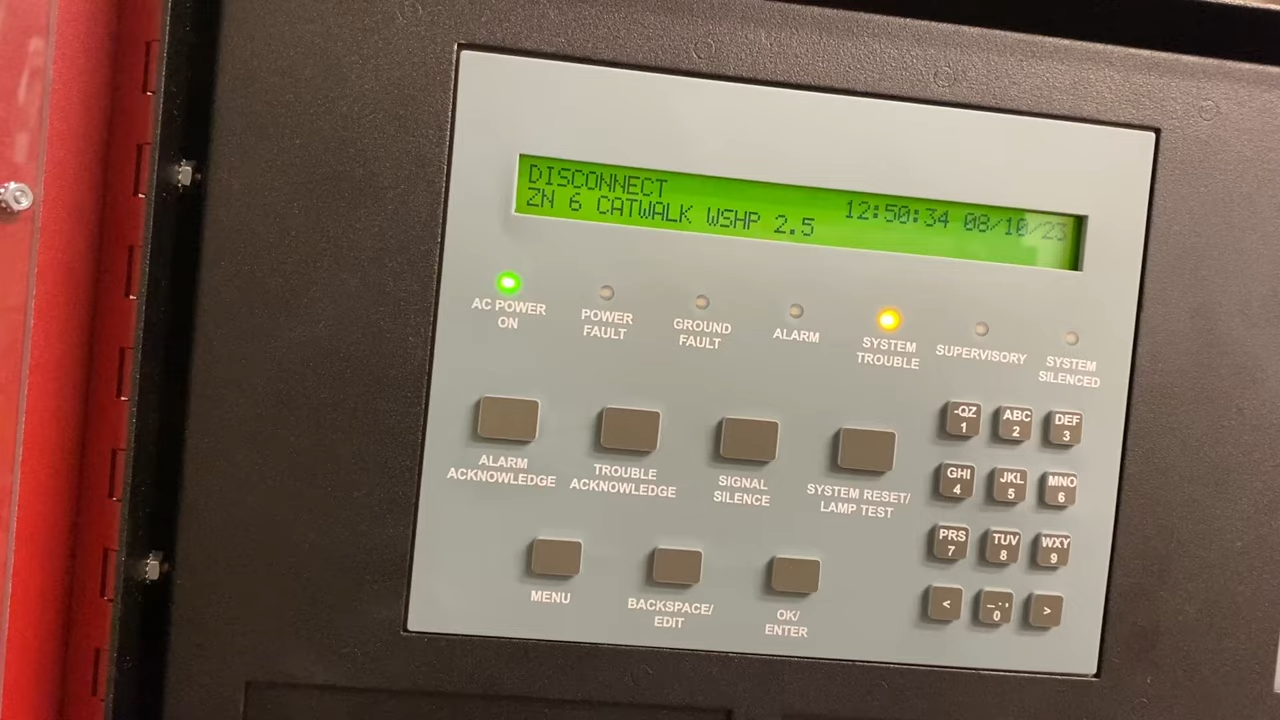 DISCONNECT
ZN 6 CATWALK WSHP 2.5 12:50:34 08/10/23
AC POWER
ON
POWER
FAULT
GROUND
FAULT
ALARM
SYSTEM
TROUBLE
SUPERVISORY
SYSTEM
SILENCED
ALARM
ACKNOWLEDGE
TROUBLE
ACKNOWLEDGE
SIGNAL
SILENCE
SYSTEM RESET/
LAMP TEST
MENU
BACKSPACE/
EDIT
OK/
ENTER
-QZ
1
ABC
2
DEF
3
GHI
4
JKL
5
MNO
6
PRS
7
TUV
8
WXY
9
<
_.,
0
>